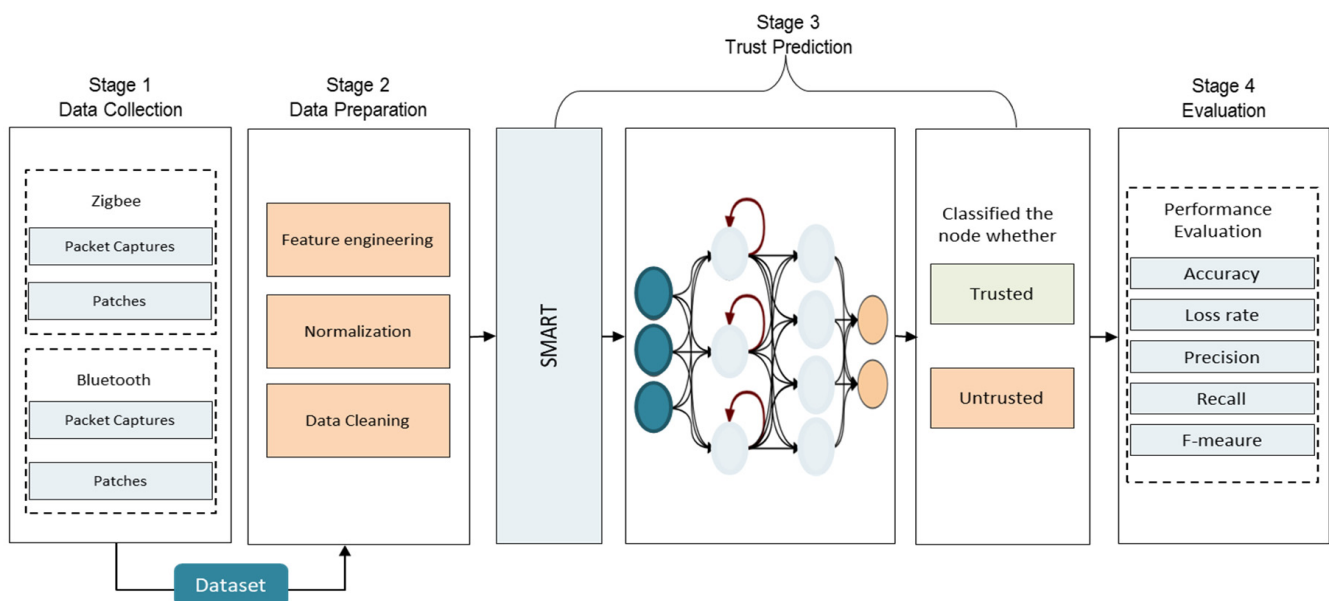 Stage 1
Data Collection
Zigbee
Packet Captures
Patches
Bluetooth
Packet Captures
Patches
Dataset
Stage 2
Data Preparation
Feature engineering
Normalization
Data Cleaning
Stage 3
Trust Prediction
SMART
Classified the
node whether
Trusted
Untrusted
Stage 4
Evaluation
Performance
Evaluation
Accuracy
Loss rate
Precision
Recall
F-meaure